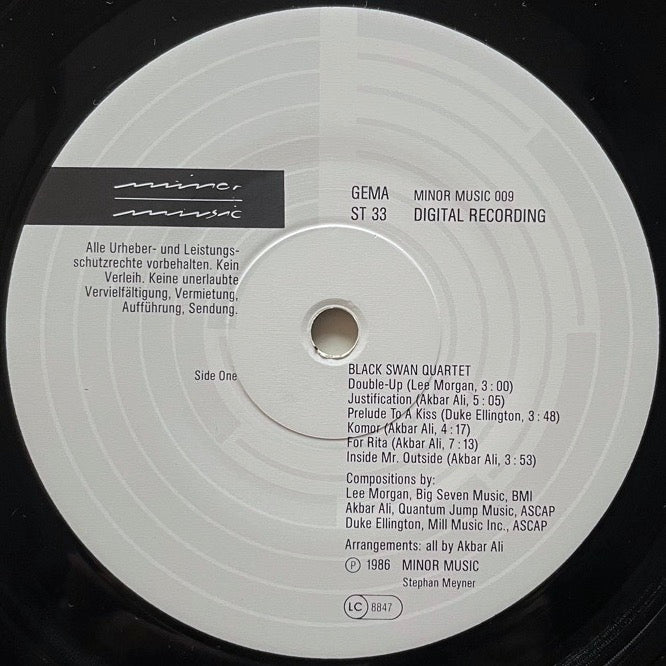 minor
music
GEMA MINOR MUSIC 009
ST 33 DIGITAL RECORDING
Alle Urheber- und Leistungs-
schutzrechte vorbehalten. Kein
Verleih. Keine unerlaubte
Vervielfältigung, Vermietung,
Aufführung, Sendung.
Side One
BLACK SWAN QUARTET
Double-Up (Lee Morgan, 3 : 00)
Justification (Akbar Ali, 5 : 05)
Prelude To A Kiss (Duke Ellington, 3 : 48)
Komor (Akbar Ali, 4 : 17)
For Rita (Akbar Ali, 7 : 13)
Inside Mr. Outside (Akbar Ali, 3 : 53)
Compositions by:
Lee Morgan, Big Seven Music, BMI
Akbar Ali, Quantum Jump Music, ASCAP
Duke Ellington, Mill Music Inc., ASCAP
Arrangements: all by Akbar Ali
Ⓟ 1986 MINOR MUSIC
Stephan Meyner
LC 8847